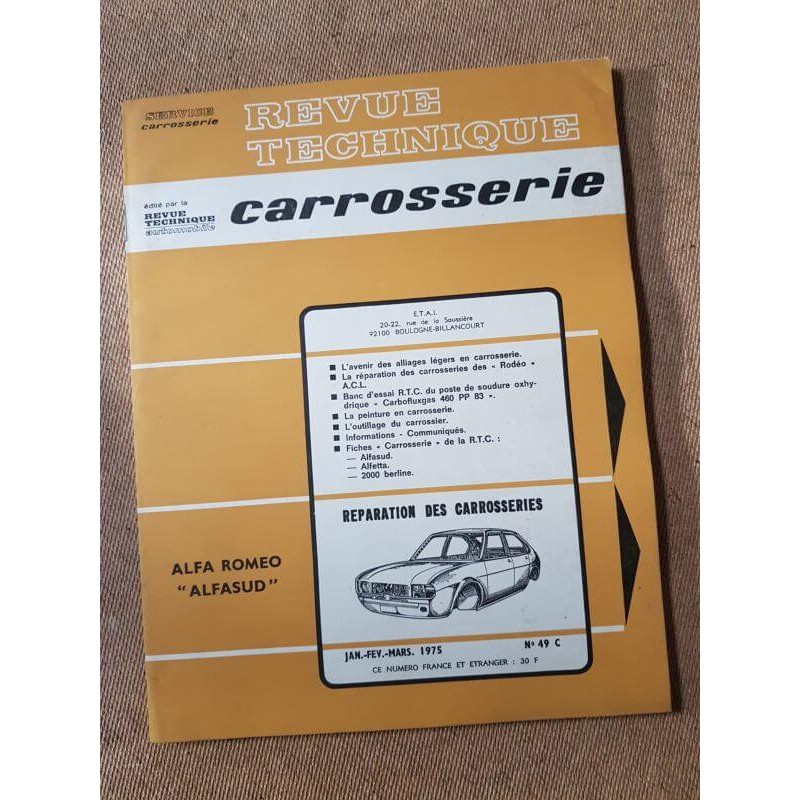 SERVICE
carrosserie
REVUE
TECHNIQUE
édité par la
REVUE
TECHNIQUE
automobile
carrosserie
E.T.A.I.
20-22, rue de la Saussière
92100 BOULOGNE-BILLANCOURT
■ L'avenir des alliages légers en carrosserie.
■ La réparation des carrosseries des « Rodéo »
A.C.L.
■ Banc d'essai R.T.C. du poste de soudure oxhy-
drique « Carbofluxgas 460 PP 83 ».
■ La peinture en carrosserie.
■ L'outillage du carrossier.
■ Informations - Communiqués.
■ Fiches « Carrosserie » de la R.T.C. :
— Alfasud.
— Alfetta.
— 2000 berline.
REPARATION DES CARROSSERIES
ALFA ROMEO
"ALFASUD"
JAN.-FEV.-MARS. 1975 Nº 49 C
CE NUMERO FRANCE ET ETRANGER : 30 F